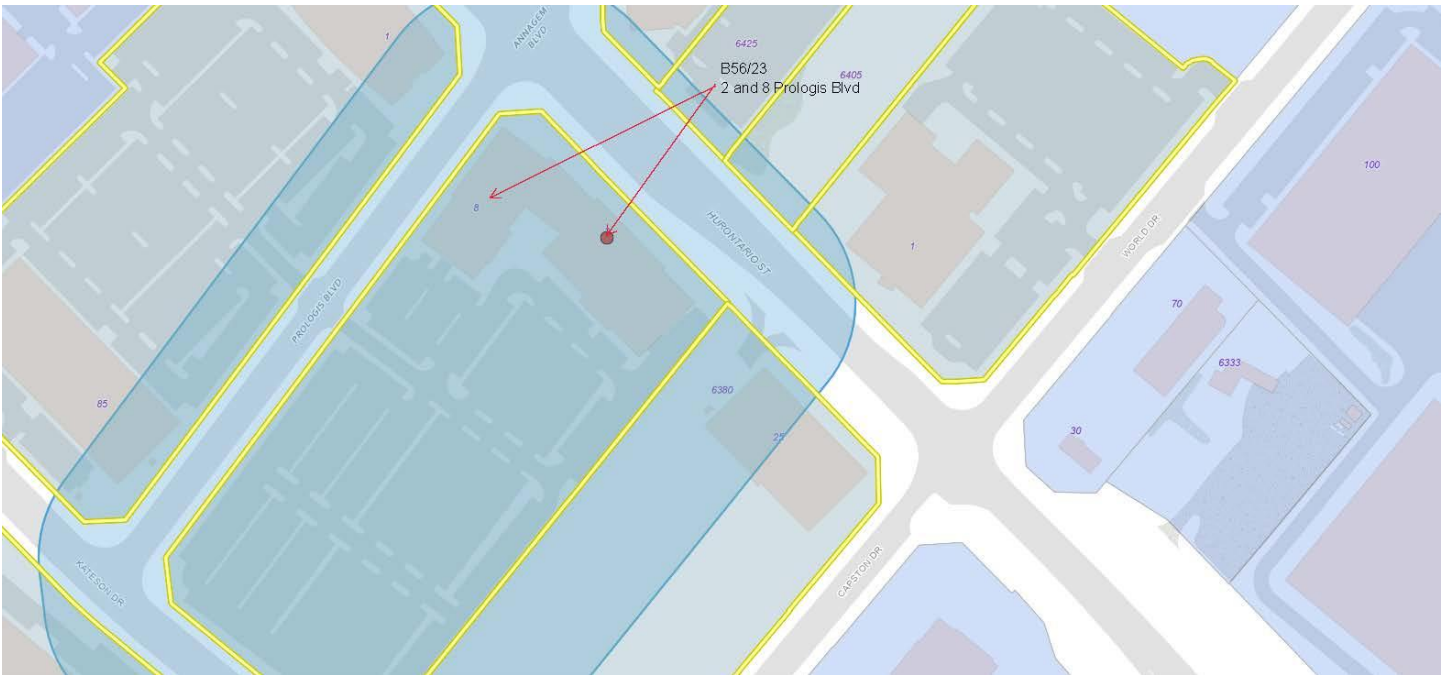 1
ANNAGEM
BLVD
6425
B56/23
2 and 8 Prologis Blvd
6405
100
8
HURONTARIO ST
1
WORLD DR
70
PROLOGIS BLVD
6333
6380
85
25
30
KATESON DR
CAPSTON DR